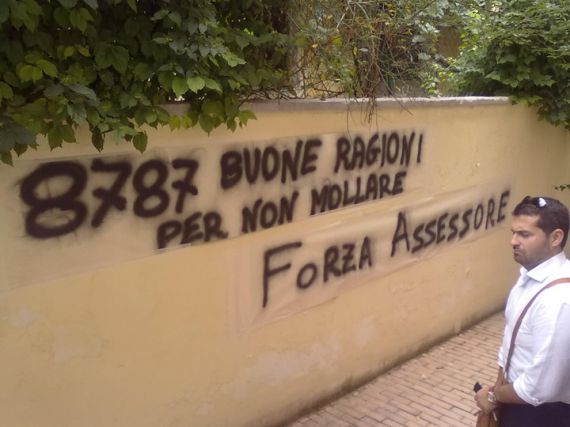 8787 BUONE RAGIONI
PER NON MOLLARE
FORZA ASSESSORE